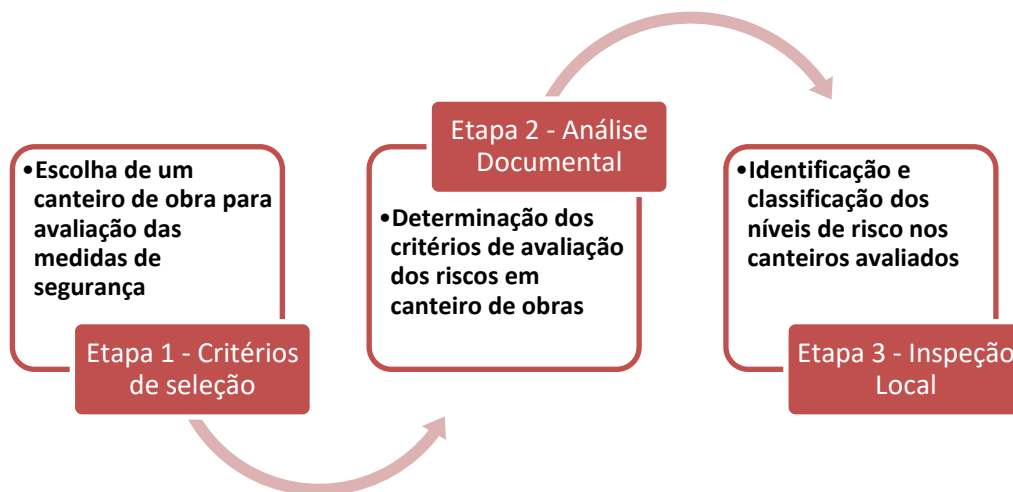 •Escolha de um
canteiro de obra para
avaliação das
medidas de
segurança
Etapa 1 - Critérios
de seleção
Etapa 2 - Análise
Documental
•Determinação dos
critérios de avaliação
dos riscos em
canteiro de obras
•Identificação e
classificação dos
níveis de risco nos
canteiros avaliados
Etapa 3 - Inspeção
Local